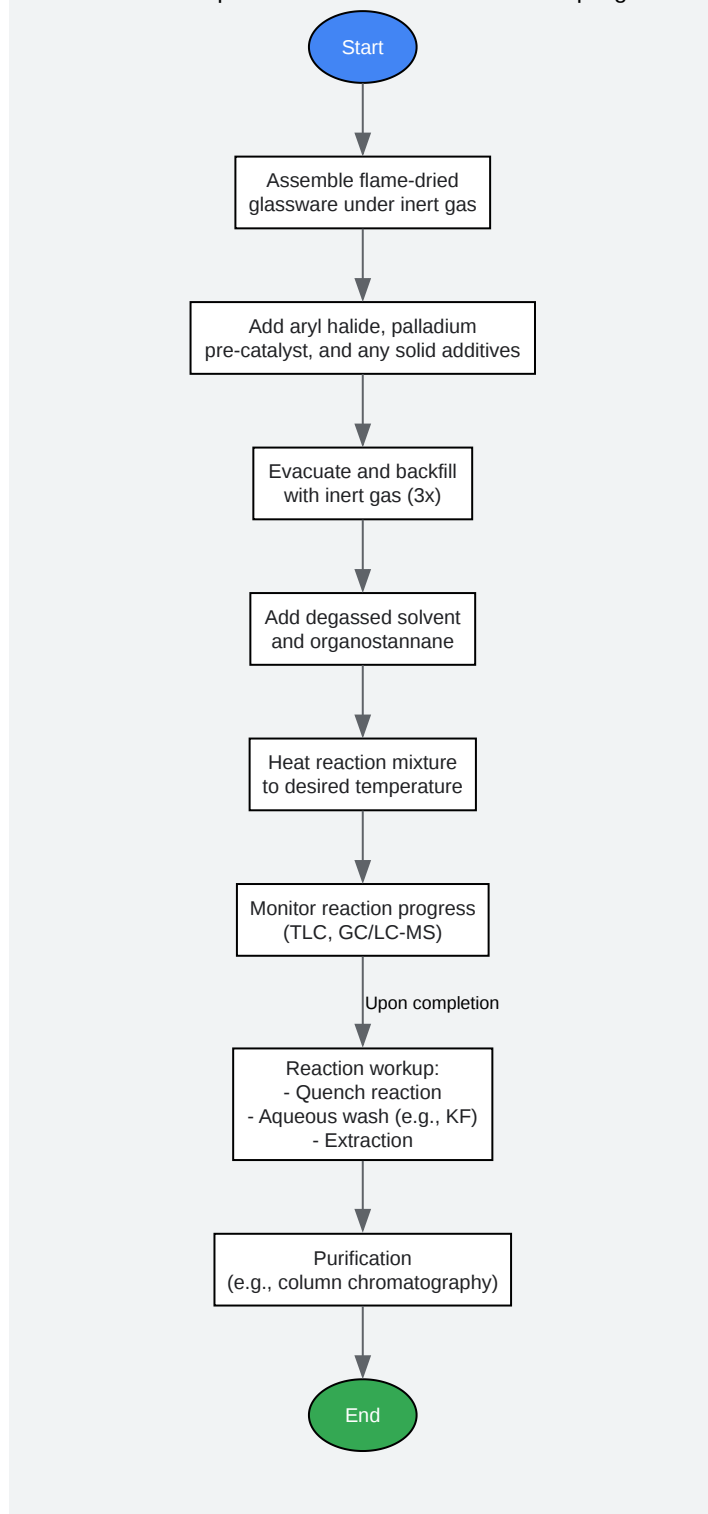 Start
Assemble flame-dried
glassware under inert gas
Add aryl halide, palladium
pre-catalyst, and any solid additives
Evacuate and backfill
with inert gas (3x)
Add degassed solvent
and organostannane
Heat reaction mixture
to desired temperature
Monitor reaction progress
(TLC, GC/LC-MS)
Upon completion
Reaction workup:
- Quench reaction
- Aqueous wash (e.g., KF)
- Extraction
Purification
(e.g., column chromatography)
End